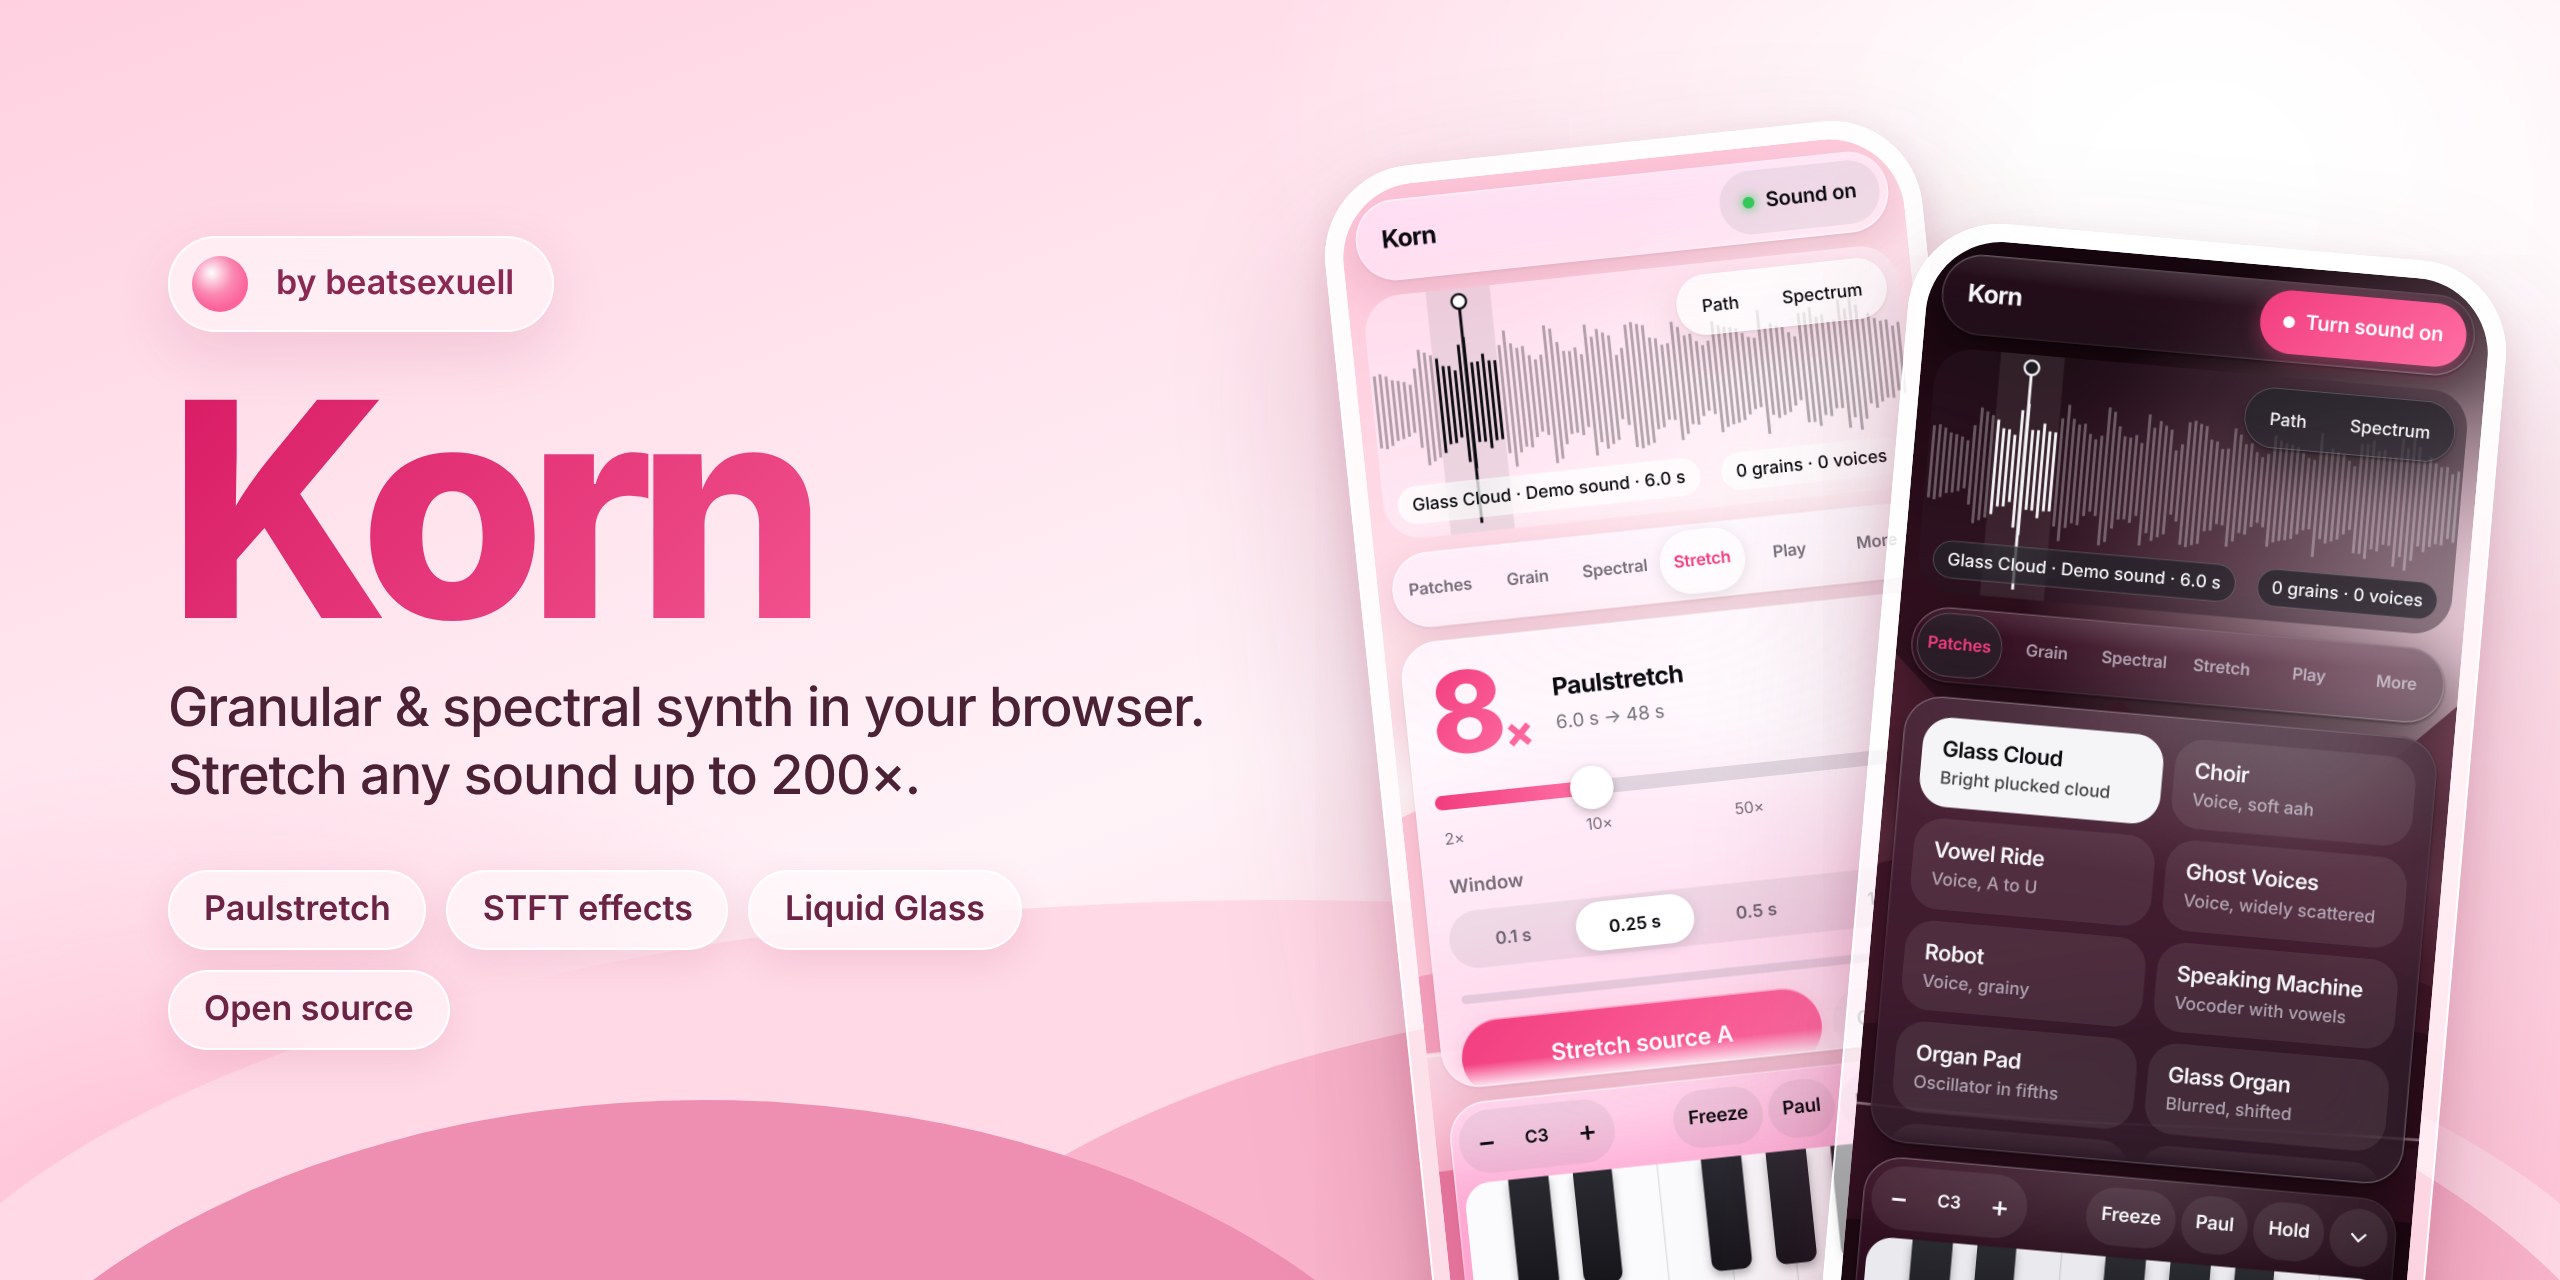 by beatsexuell
Korn
Granular & spectral synth in your browser.
Stretch any sound up to 200×.
Paulstretch
STFT effects
Liquid Glass
Open source
Korn
Sound on
Path
Spectrum
Glass Cloud · Demo sound · 6.0 s
0 grains · 0 voices
Patches
Grain
Spectral
Stretch
Play
More
8×
Paulstretch
6.0 s → 48 s
2×
10×
50×
Window
0.1 s
0.25 s
0.5 s
Stretch source A
− C3 +
Freeze
Paul
Korn
Turn sound on
Path
Spectrum
Glass Cloud · Demo sound · 6.0 s
0 grains · 0 voices
Patches
Grain
Spectral
Stretch
Play
More
Glass Cloud
Bright plucked cloud
Choir
Voice, soft aah
Vowel Ride
Voice, A to U
Ghost Voices
Voice, widely scattered
Robot
Voice, grainy
Speaking Machine
Vocoder with vowels
Organ Pad
Oscillator in fifths
Glass Organ
Blurred, shifted
− C3 +
Freeze
Paul
Hold